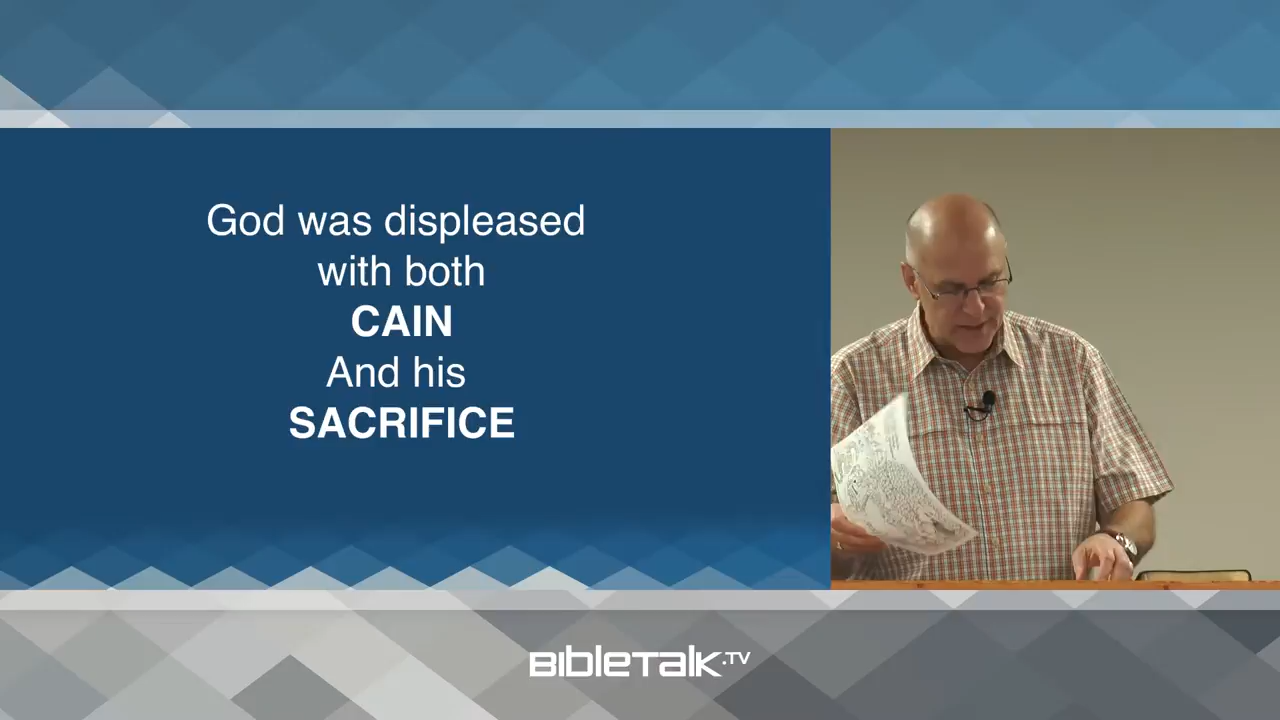 God was displeased
with both
CAIN
And his
SACRIFICE
BIBLETALK.TV